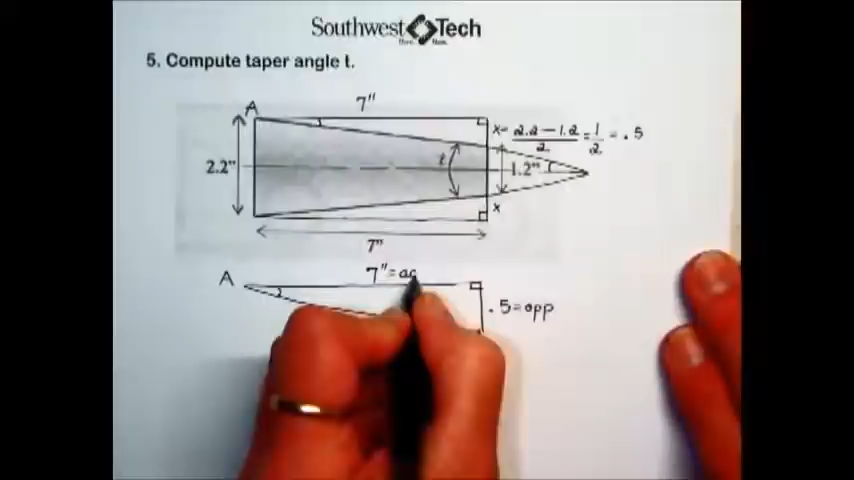 Southwest Tech
5. Compute taper angle t.
A
7"
x = 2.2 - 1.2 / 2 = 1/2 = .5
2.2"
t
1.2"
x
7"
A
7" = ad
.5 = opp